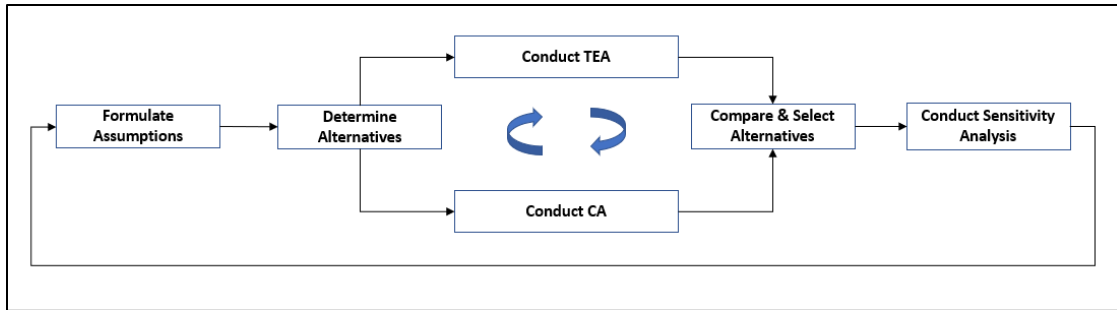 Formulate
Assumptions
Determine
Alternatives
Conduct TEA
Conduct CA
Compare & Select
Alternatives
Conduct Sensitivity
Analysis